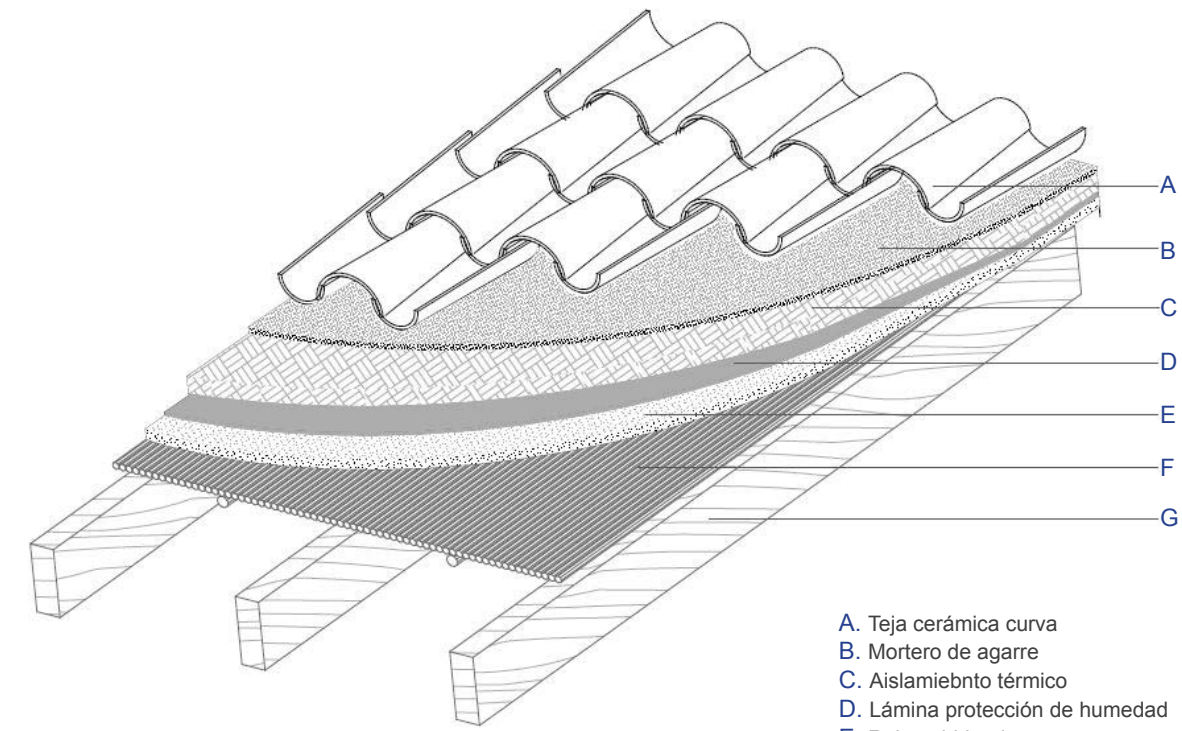 A
B
C
D
E
F
G
A. Teja cerámica curva
B. Mortero de agarre
C. Aislamiebnto térmico
D. Lámina protección de humedad
E.